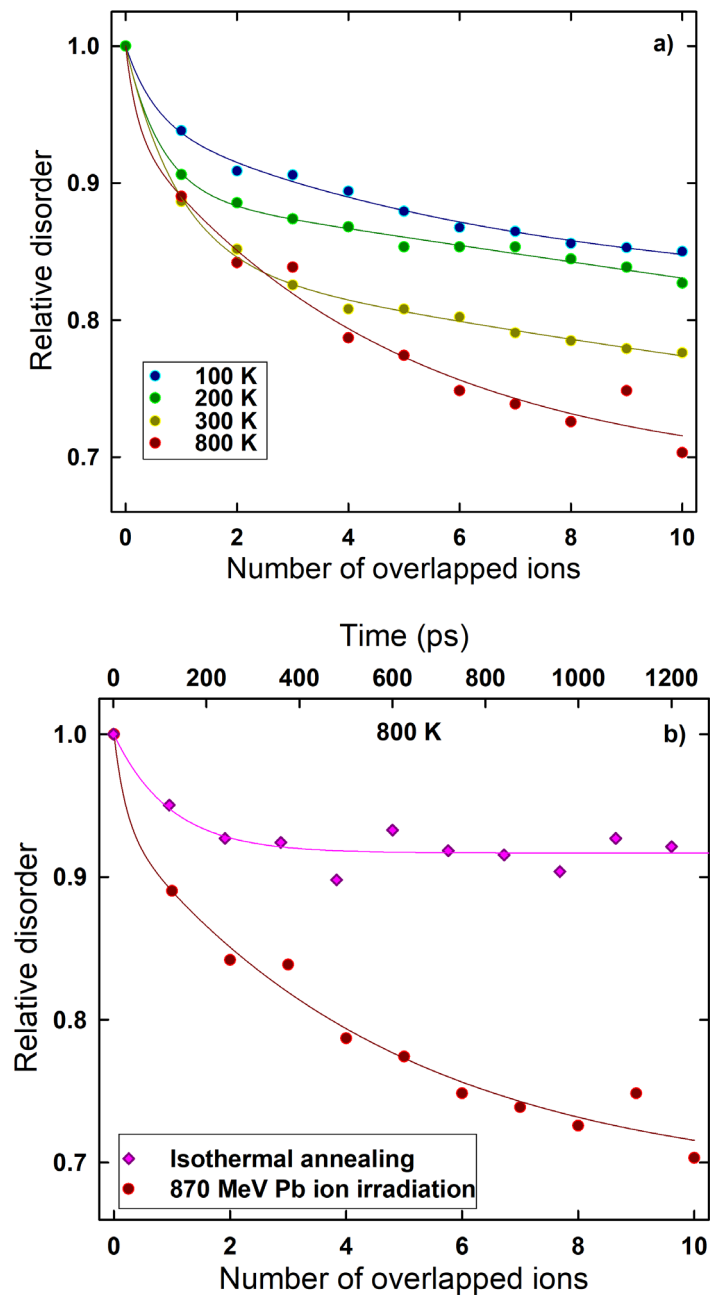 a)
1.0
0.9
0.8
0.7
Relative disorder
100 K
200 K
300 K
800 K
0 2 4 6 8 10
Number of overlapped ions
Time (ps)
0 200 400 600 800 1000 1200
800 K b)
1.0
0.9
0.8
0.7
Relative disorder
Isothermal annealing
870 MeV Pb ion irradiation
0 2 4 6 8 10
Number of overlapped ions